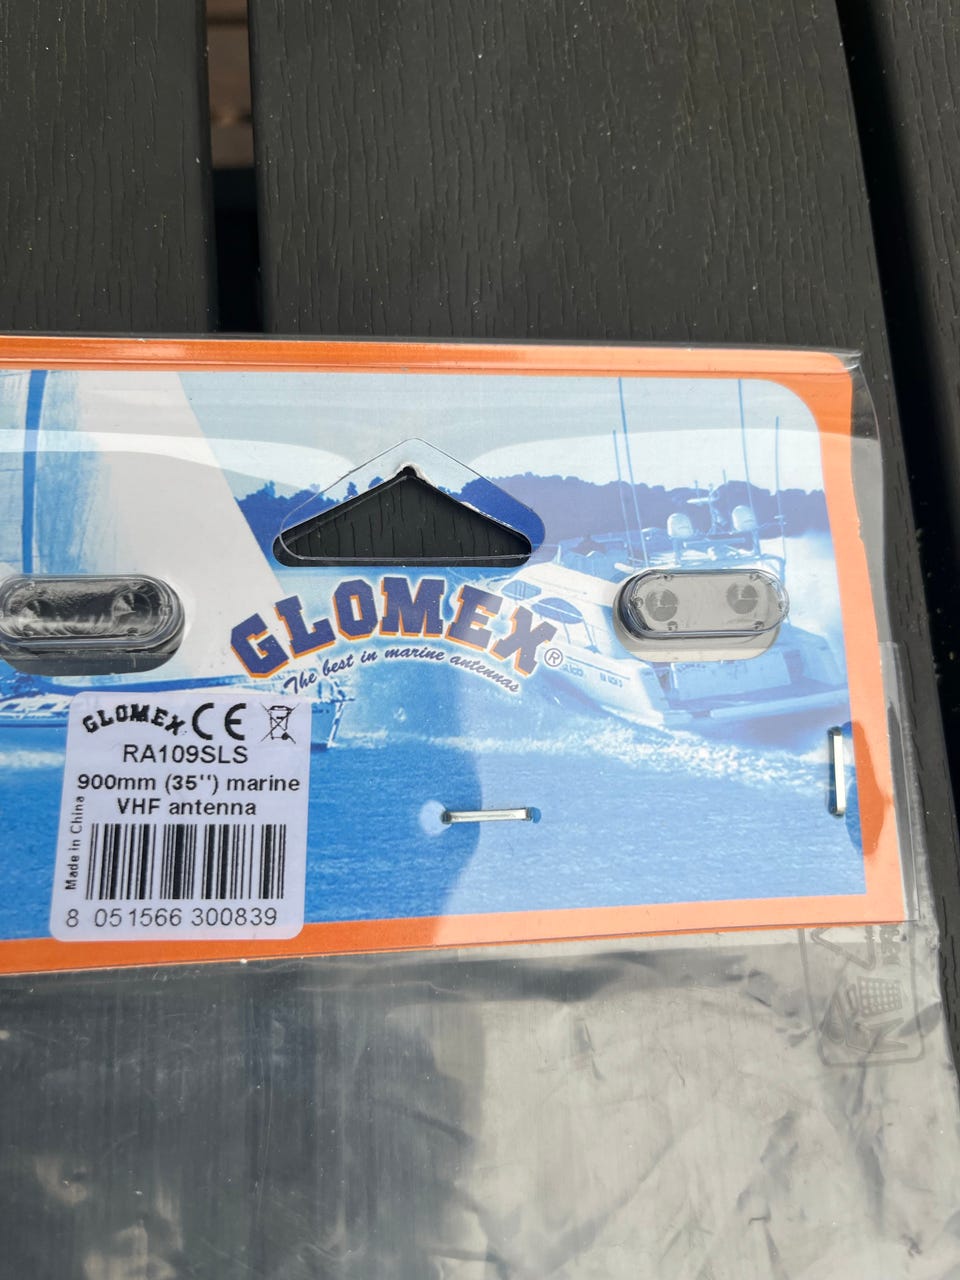 GLOMEX®
The best in marine antennas
GLOMEX CE
RA109SLS
900mm (35'') marine
VHF antenna
Made in China
8 051566 300839